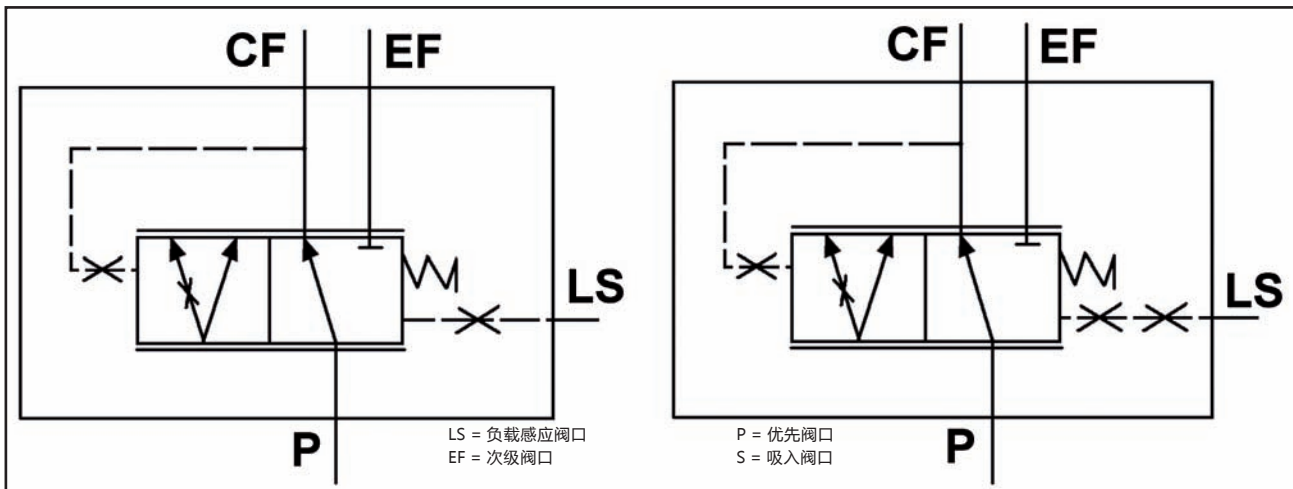 CF EF
LS
P
CF EF
LS
P
LS = 负载感应阀口
EF = 次级阀口
P = 优先阀口
S = 吸入阀口